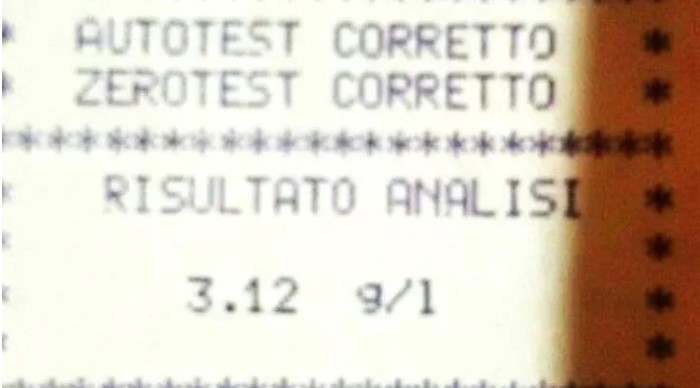 * AUTOTEST CORRETTO *
* ZEROTEST CORRETTO *
***********************
* RISULTATO ANALISI *
* *
* 3.12 g/l *
* *
***********************